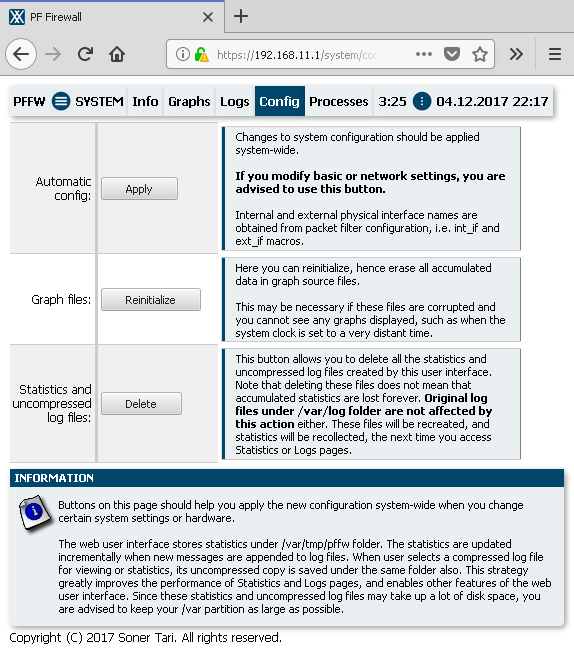 PF Firewall
https://192.168.11.1/system/con
PFFW SYSTEM Info Graphs Logs Config Processes 3:25 04.12.2017 22:17
Automatic
config:
Apply
Changes to system configuration should be applied
system-wide.
If you modify basic or network settings, you are
advised to use this button.
Internal and external physical interface names are
obtained from packet filter configuration, i.e. int_if and
ext_if macros.
Graph files:
Reinitialize
Here you can reinitialize, hence erase all accumulated
data in graph source files.
This may be necessary if these files are corrupted and
you cannot see any graphs displayed, such as when the
system clock is set to a very distant time.
Statistics and
uncompressed
log files:
Delete
This button allows you to delete all the statistics and
uncompressed log files created by this user interface.
Note that deleting these files does not mean that
accumulated statistics are lost forever. Original log
files under /var/log folder are not affected by
this action either. These files will be recreated, and
statistics will be recollected, the next time you access
Statistics or Logs pages.
INFORMATION
Buttons on this page should help you apply the new configuration system-wide when you change
certain system settings or hardware.
The web user interface stores statistics under /var/tmp/pffw folder. The statistics are updated
incrementally when new messages are appended to log files. When user selects a compressed log file
for viewing or statistics, its uncompressed copy is saved under the same folder also. This strategy
greatly improves the performance of Statistics and Logs pages, and enables other features of the web
user interface. Since these statistics and uncompressed log files may take up a lot of disk space, you
are advised to keep your /var partition as large as possible.
Copyright (C) 2017 Soner Tari. All rights reserved.